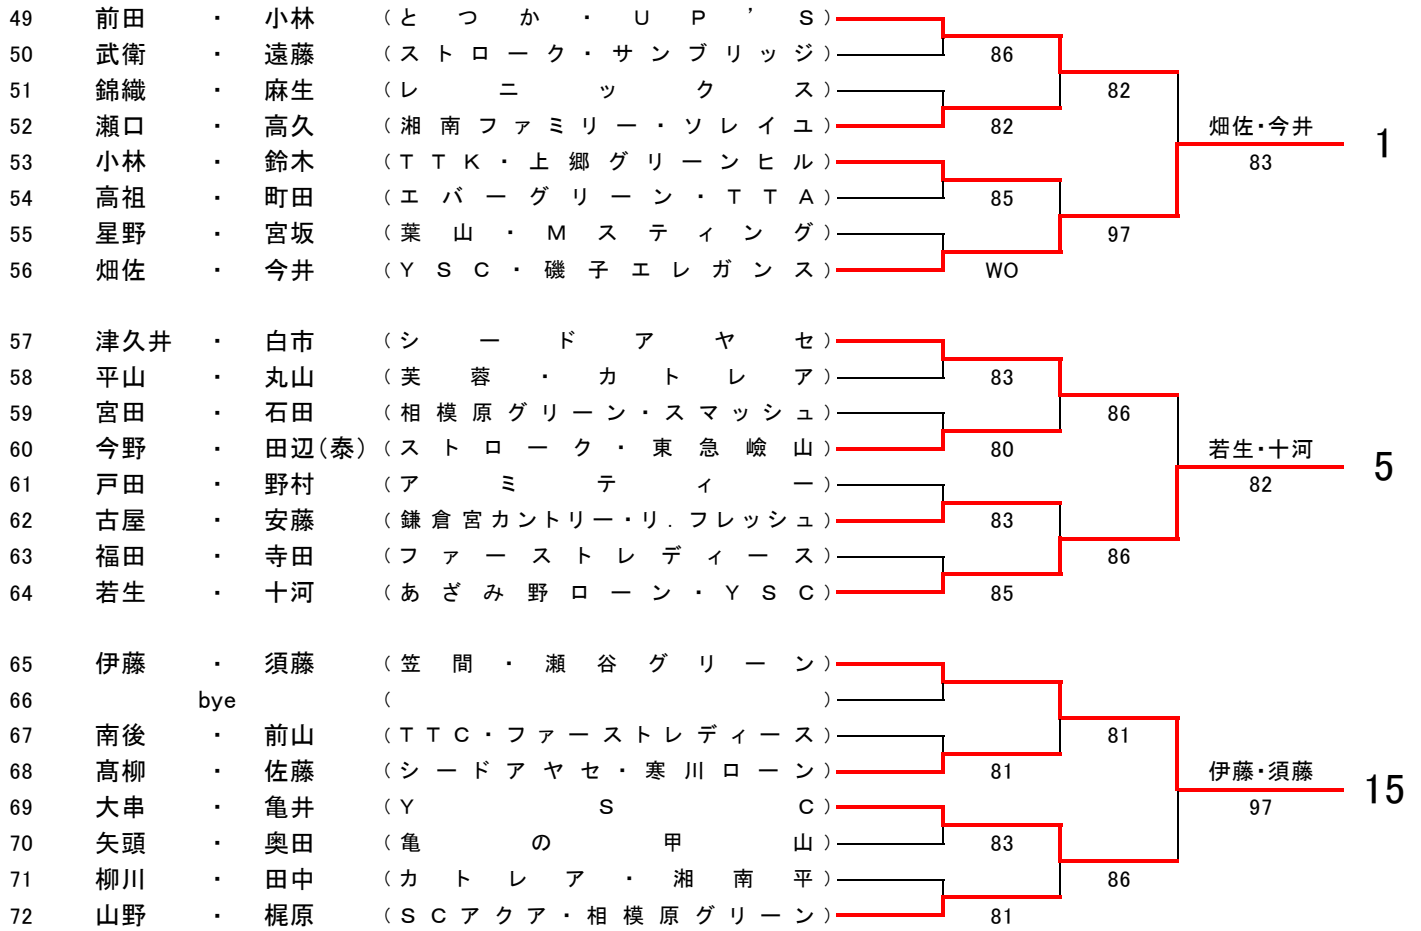 49 前田 ・ 小林 (とつか・UP'S)
50 武衛 ・ 遠藤 (ストローク・サンブリッジ) 86
51 錦織 ・ 麻生 (レニックス) 82
52 瀬口 ・ 高久 (湘南ファミリー・ソレイユ) 82 畑佐・今井 1
53 小林 ・ 鈴木 (TTK・上郷グリーンヒル) 83
54 高祖 ・ 町田 (エバーグリーン・TTA) 85
55 星野 ・ 宮坂 (葉山・Mスティング) 97
56 畑佐 ・ 今井 (YSC・磯子エレガンス) WO
57 津久井 ・ 白市 (シードアヤセ)
58 平山 ・ 丸山 (芙蓉・カトレア) 83
59 宮田 ・ 石田 (相模原グリーン・スマッシュ) 86
60 今野 ・ 田辺(泰) (ストローク・東急嶮山) 80 若生・十河 5
61 戸田 ・ 野村 (アミティー) 82
62 古屋 ・ 安藤 (鎌倉宮カントリー・リ.フレッシュ) 83
63 福田 ・ 寺田 (ファーストレディース) 86
64 若生 ・ 十河 (あざみ野ローン・YSC) 85
65 伊藤 ・ 須藤 (笠間・瀬谷グリーン)
66 bye ( )
67 南後 ・ 前山 (TTC・ファーストレディース) 81
68 髙柳 ・ 佐藤 (シードアヤセ・寒川ローン) 81 伊藤・須藤 15
69 大串 ・ 亀井 (YSC) 97
70 矢頭 ・ 奥田 (亀の甲山) 83
71 柳川 ・ 田中 (カトレア・湘南平) 86
72 山野 ・ 梶原 (SCアクア・相模原グリーン) 81